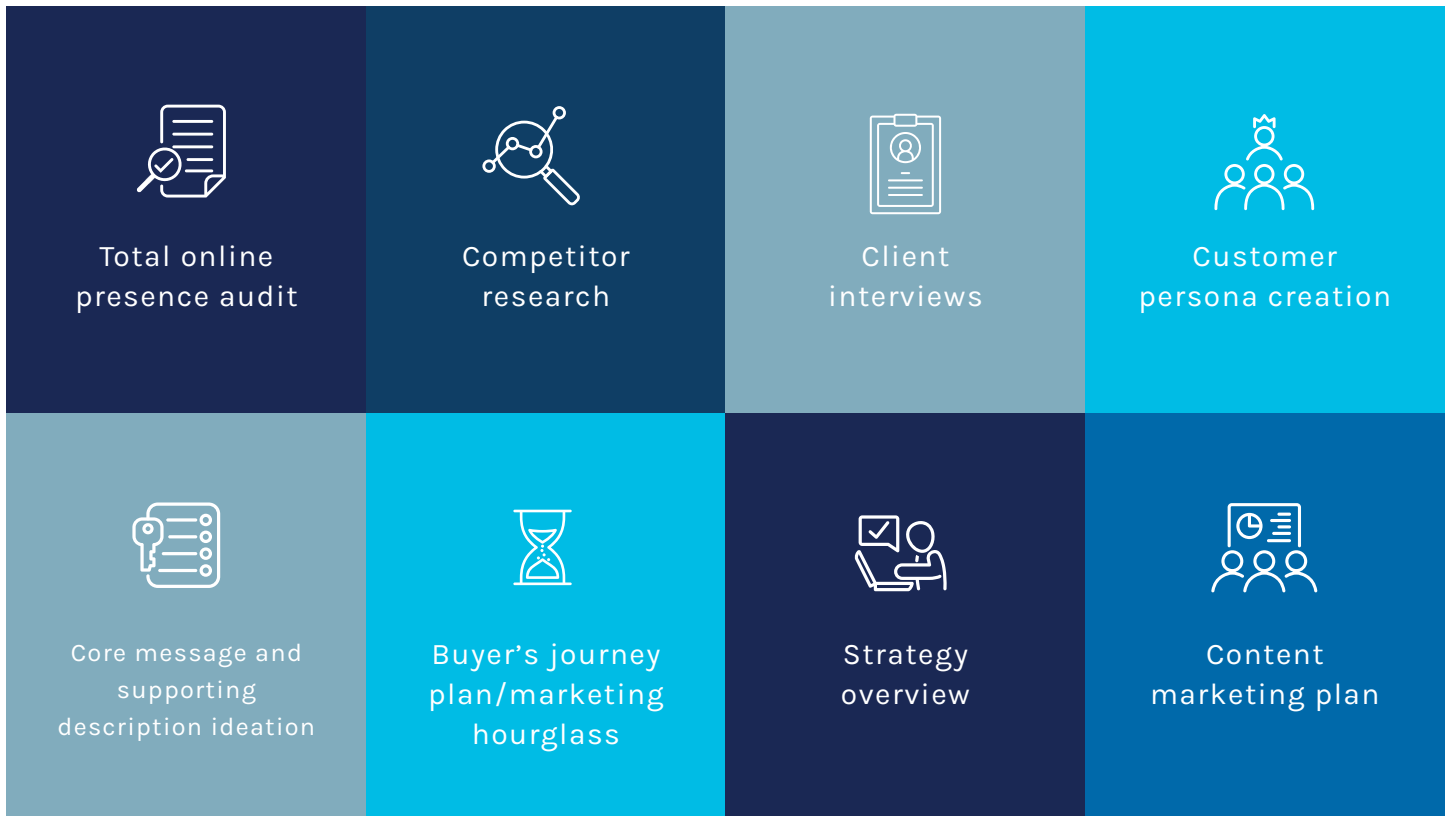 Total online
presence audit
Competitor
research
Client
interviews
Customer
persona creation
Core message and
supporting
description ideation
Buyer’s journey
plan/marketing
hourglass
Strategy
overview
Content
marketing plan